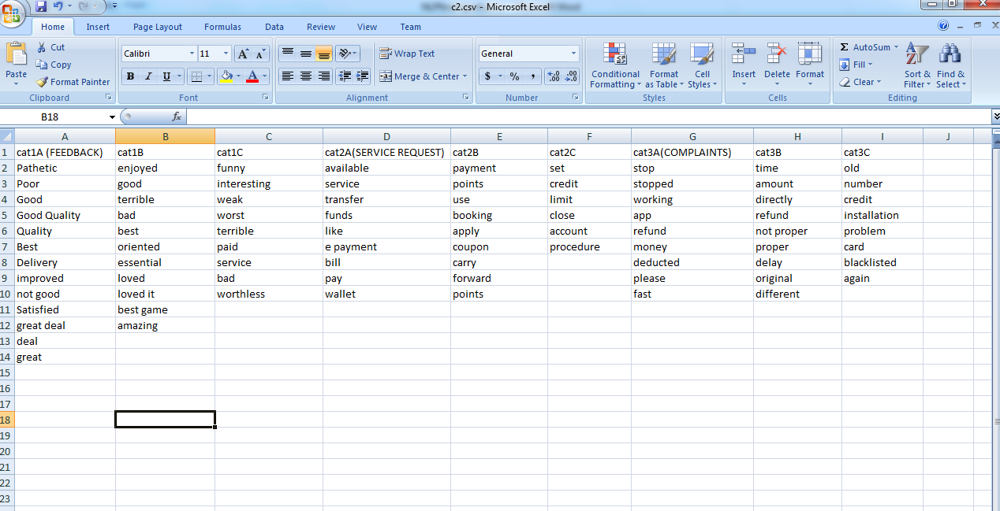 c2.csv - Microsoft Excel
Home Insert Page Layout Formulas Data Review View Team
Paste
Cut
Copy
Format Painter
Clipboard
Calibri 11
B I U
Font
Wrap Text
Merge & Center
Alignment
General
$ % ,
Number
Conditional Formatting
Format as Table
Cell Styles
Styles
Insert Delete Format
Cells
Σ AutoSum
Fill
Clear
Sort & Filter
Find & Select
Editing
B18 fx
A B C D E F G H I J
1 cat1A (FEEDBACK) cat1B cat1C cat2A(SERVICE REQUEST) cat2B cat2C cat3A(COMPLAINTS) cat3B cat3C
2 Pathetic enjoyed funny available payment set stop time old
3 Poor good interesting service points credit stopped amount number
4 Good terrible weak transfer use limit working directly credit
5 Good Quality bad worst funds booking close app refund installation
6 Quality best terrible like apply account refund not proper problem
7 Best oriented paid e payment coupon procedure money proper card
8 Delivery essential service bill carry deducted delay blacklisted
9 improved loved bad pay forward please original again
10 not good loved it worthless wallet points fast different
11 Satisfied best game
12 great deal amazing
13 deal
14 great
15
16
17
18
19
20
21
22
23